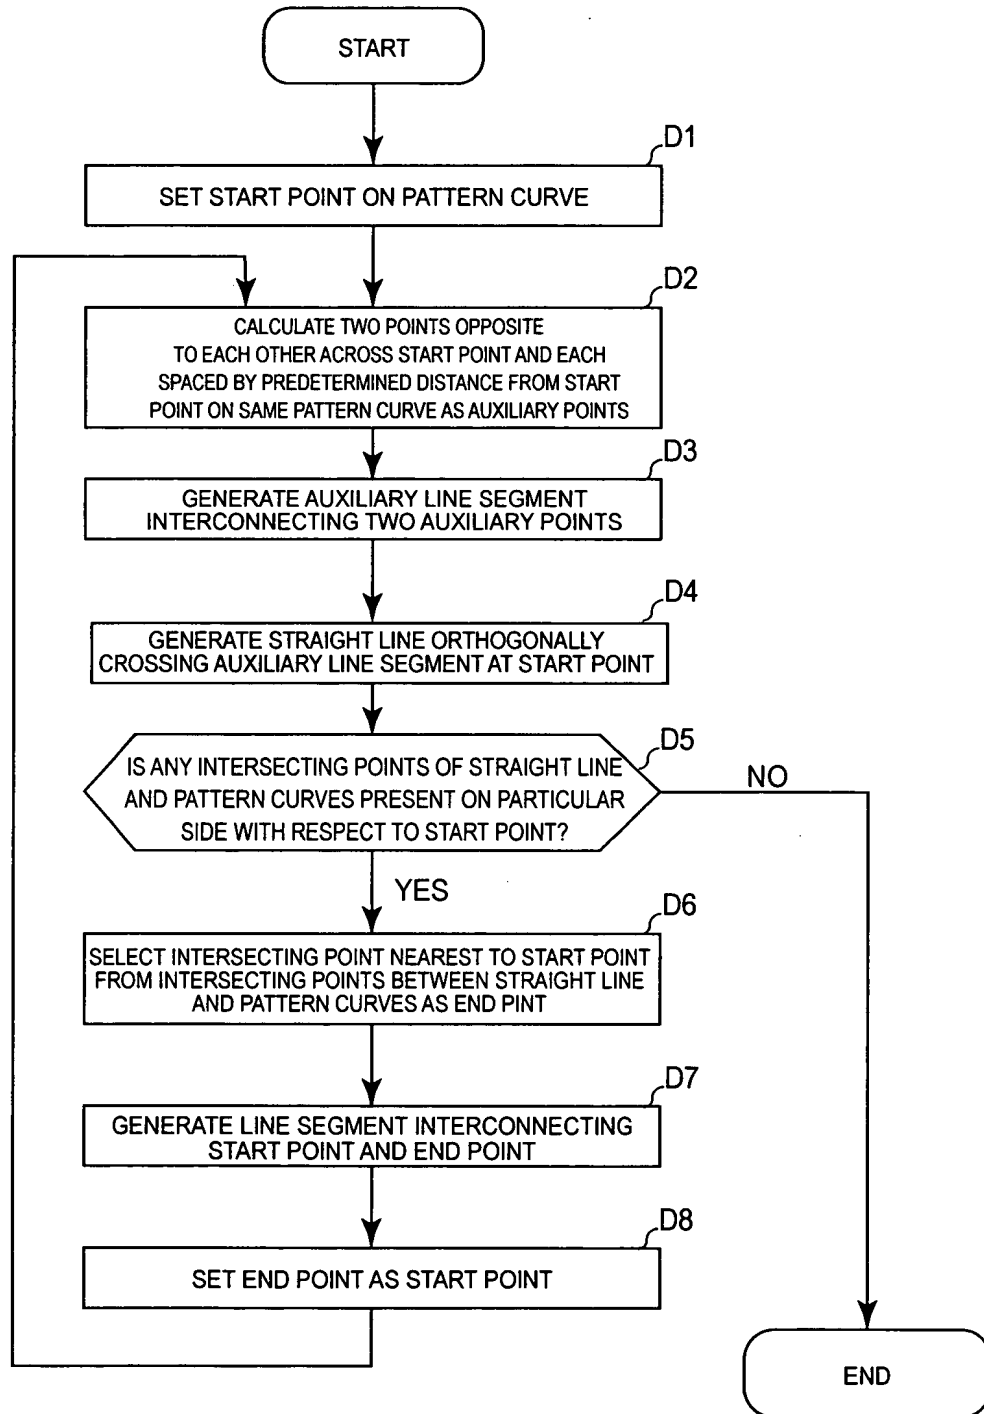 START
D1
SET START POINT ON PATTERN CURVE
D2
CALCULATE TWO POINTS OPPOSITE
TO EACH OTHER ACROSS START POINT AND EACH
SPACED BY PREDETERMINED DISTANCE FROM START
POINT ON SAME PATTERN CURVE AS AUXILIARY POINTS
D3
GENERATE AUXILIARY LINE SEGMENT
INTERCONNECTING TWO AUXILIARY POINTS
D4
GENERATE STRAIGHT LINE ORTHOGONALLY
CROSSING AUXILIARY LINE SEGMENT AT START POINT
D5
IS ANY INTERSECTING POINTS OF STRAIGHT LINE
AND PATTERN CURVES PRESENT ON PARTICULAR
SIDE WITH RESPECT TO START POINT?
NO
YES
D6
SELECT INTERSECTING POINT NEAREST TO START POINT
FROM INTERSECTING POINTS BETWEEN STRAIGHT LINE
AND PATTERN CURVES AS END PINT
D7
GENERATE LINE SEGMENT INTERCONNECTING
START POINT AND END POINT
D8
SET END POINT AS START POINT
END